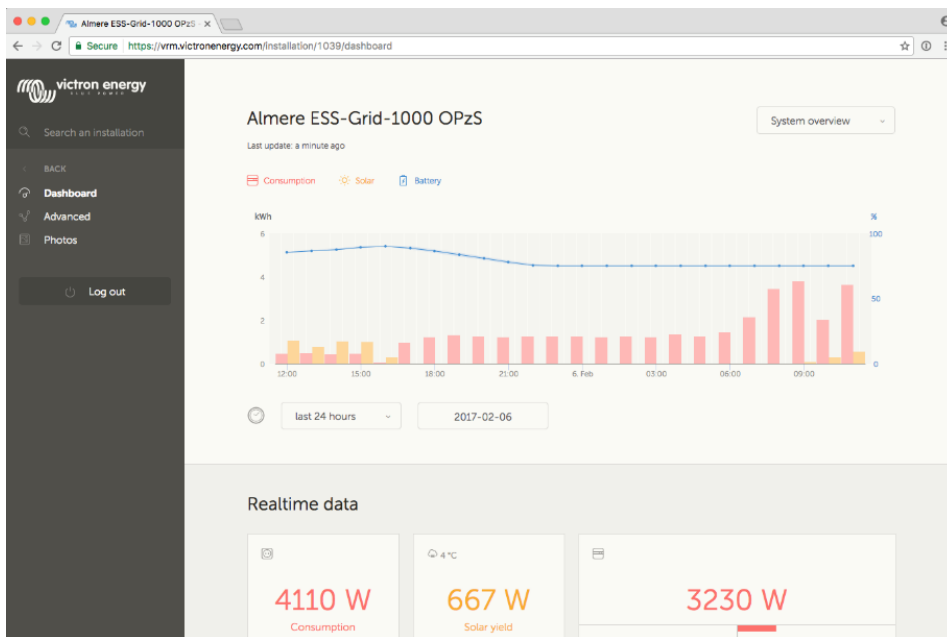 Almere ESS-Grid-1000 OPzS - X
Secure https://vrm.victronenergy.com/installation/1039/dashboard
victron energy
BLUE POWER
Search an installation
BACK
Dashboard
Advanced
Photos
Log out
Almere ESS-Grid-1000 OPzS
System overview
Last update: a minute ago
Consumption Solar Battery
kWh %
6 100
4
50
2
0 0
12:00 15:00 18:00 21:00 6. Feb 03:00 06:00 09:00
last 24 hours 2017-02-06
Realtime data
4 °C
4110 W 667 W 3230 W
Consumption Solar yield